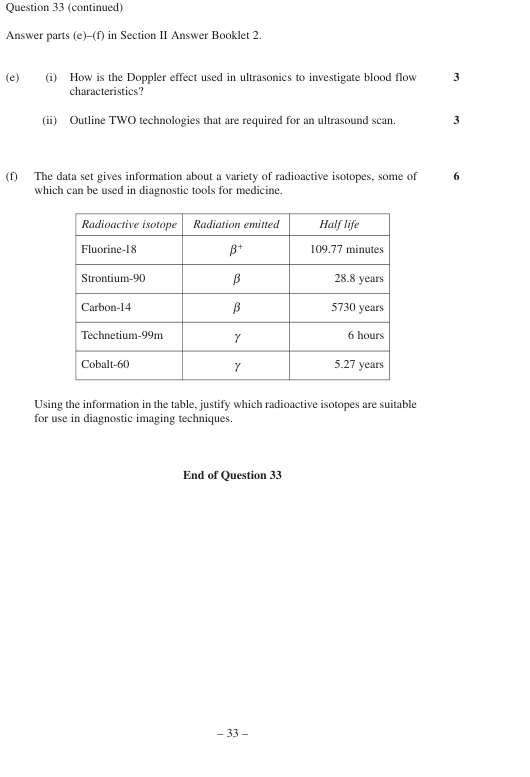 Question 33 (continued)
Answer parts (e)–(f) in Section II Answer Booklet 2.
(e) (i) How is the Doppler effect used in ultrasonics to investigate blood flow 3
characteristics?
(ii) Outline TWO technologies that are required for an ultrasound scan. 3
(f) The data set gives information about a variety of radioactive isotopes, some of 6
which can be used in diagnostic tools for medicine.
Radioactive isotope Radiation emitted Half life
Fluorine-18 β⁺ 109.77 minutes
Strontium-90 β 28.8 years
Carbon-14 β 5730 years
Technetium-99m γ 6 hours
Cobalt-60 γ 5.27 years
Using the information in the table, justify which radioactive isotopes are suitable
for use in diagnostic imaging techniques.
End of Question 33
– 33 –